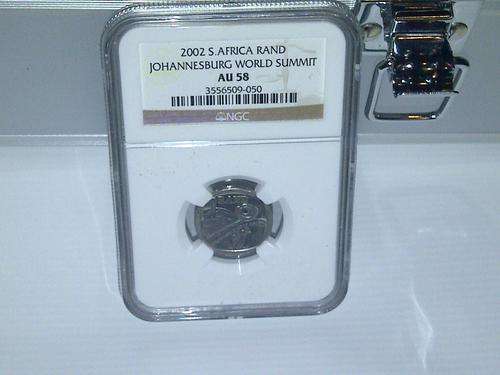 2002 S.AFRICA RAND
JOHANNESBURG WORLD SUMMIT
AU 58
3556509-050
NGC